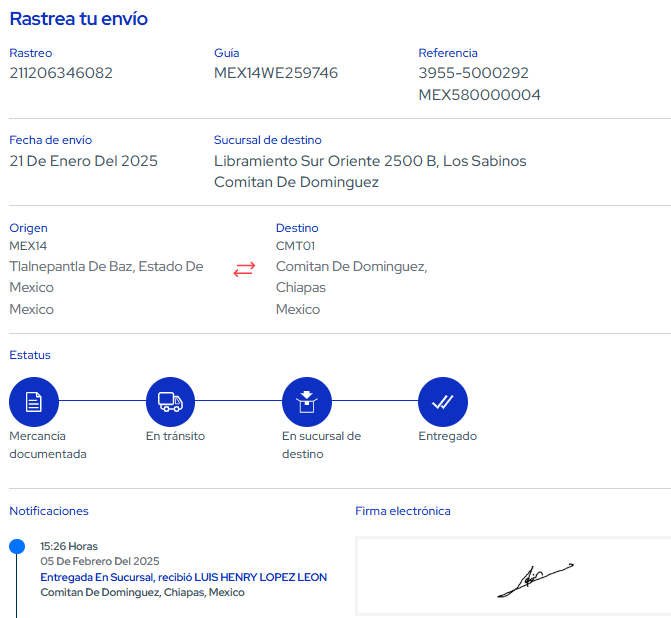 Rastrea tu envío
Rastreo
211206346082
Guía
MEX14WE259746
Referencia
3955-5000292
MEX580000004
Fecha de envío
21 De Enero Del 2025
Sucursal de destino
Libramiento Sur Oriente 2500 B, Los Sabinos
Comitan De Dominguez
Origen
MEX14
Tlalnepantla De Baz, Estado De
Mexico
Mexico
Destino
CMT01
Comitan De Dominguez,
Chiapas
Mexico
Estatus
Mercancía
documentada
En tránsito
En sucursal de
destino
Entregado
Notificaciones
15:26 Horas
05 De Febrero Del 2025
Entregada En Sucursal, recibió LUIS HENRY LOPEZ LEON
Comitan De Dominguez, Chiapas, Mexico
Firma electrónica